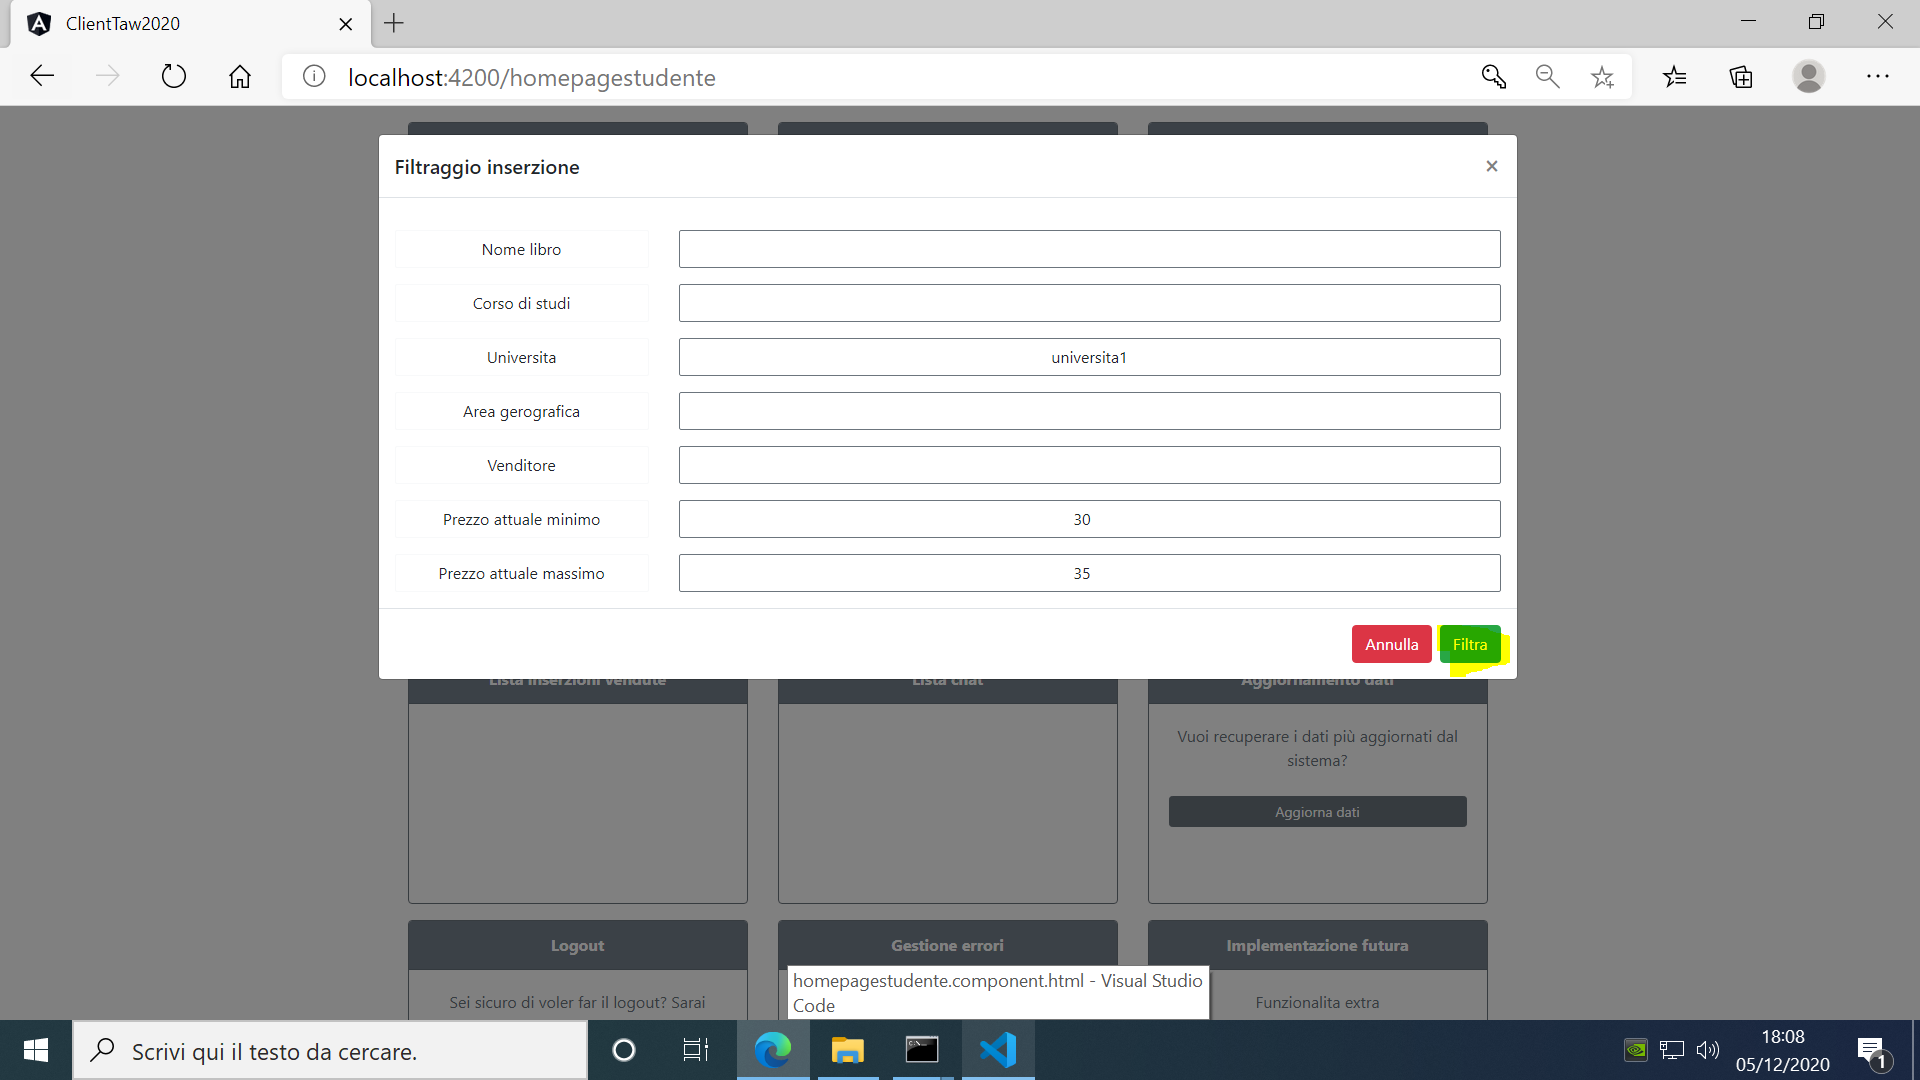 ClientTaw2020
localhost:4200/homepagestudente
Filtraggio inserzione
×
Nome libro
Corso di studi
Universita
universita1
Area gerografica
Venditore
Prezzo attuale minimo
30
Prezzo attuale massimo
35
Annulla
Filtra
Lista inserzioni vendute
Lista chat
Aggiornamento dati
Vuoi recuperare i dati più aggiornati dal
sistema?
Aggiorna dati
Logout
Gestione errori
Implementazione futura
Sei sicuro di voler far il logout? Sarai
homepagestudente.component.html - Visual Studio
Code
Funzionalita extra
Scrivi qui il testo da cercare.
18:08
05/12/2020
1